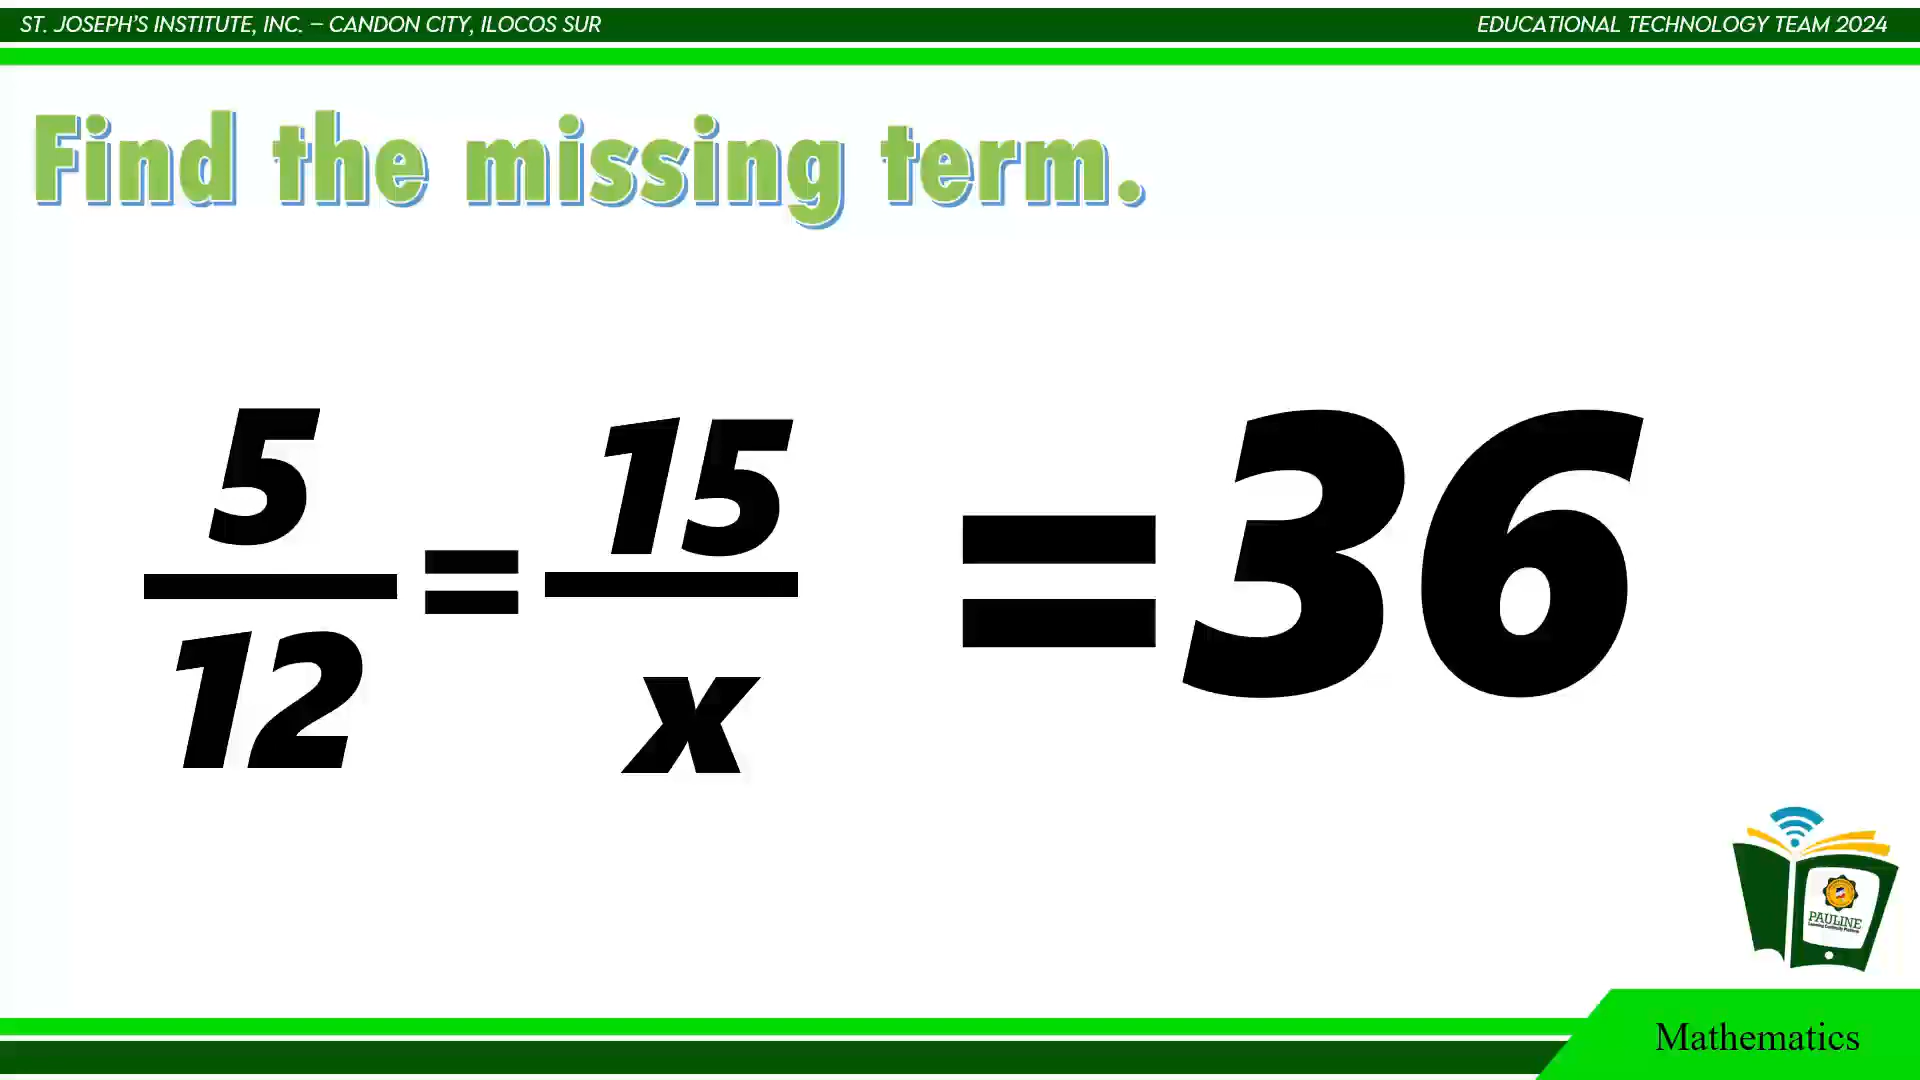 ST. JOSEPH'S INSTITUTE, INC. – CANDON CITY, ILOCOS SUR
EDUCATIONAL TECHNOLOGY TEAM 2024
Find the missing term.
5/12 = 15/x = 36
PAULINE
Mathematics